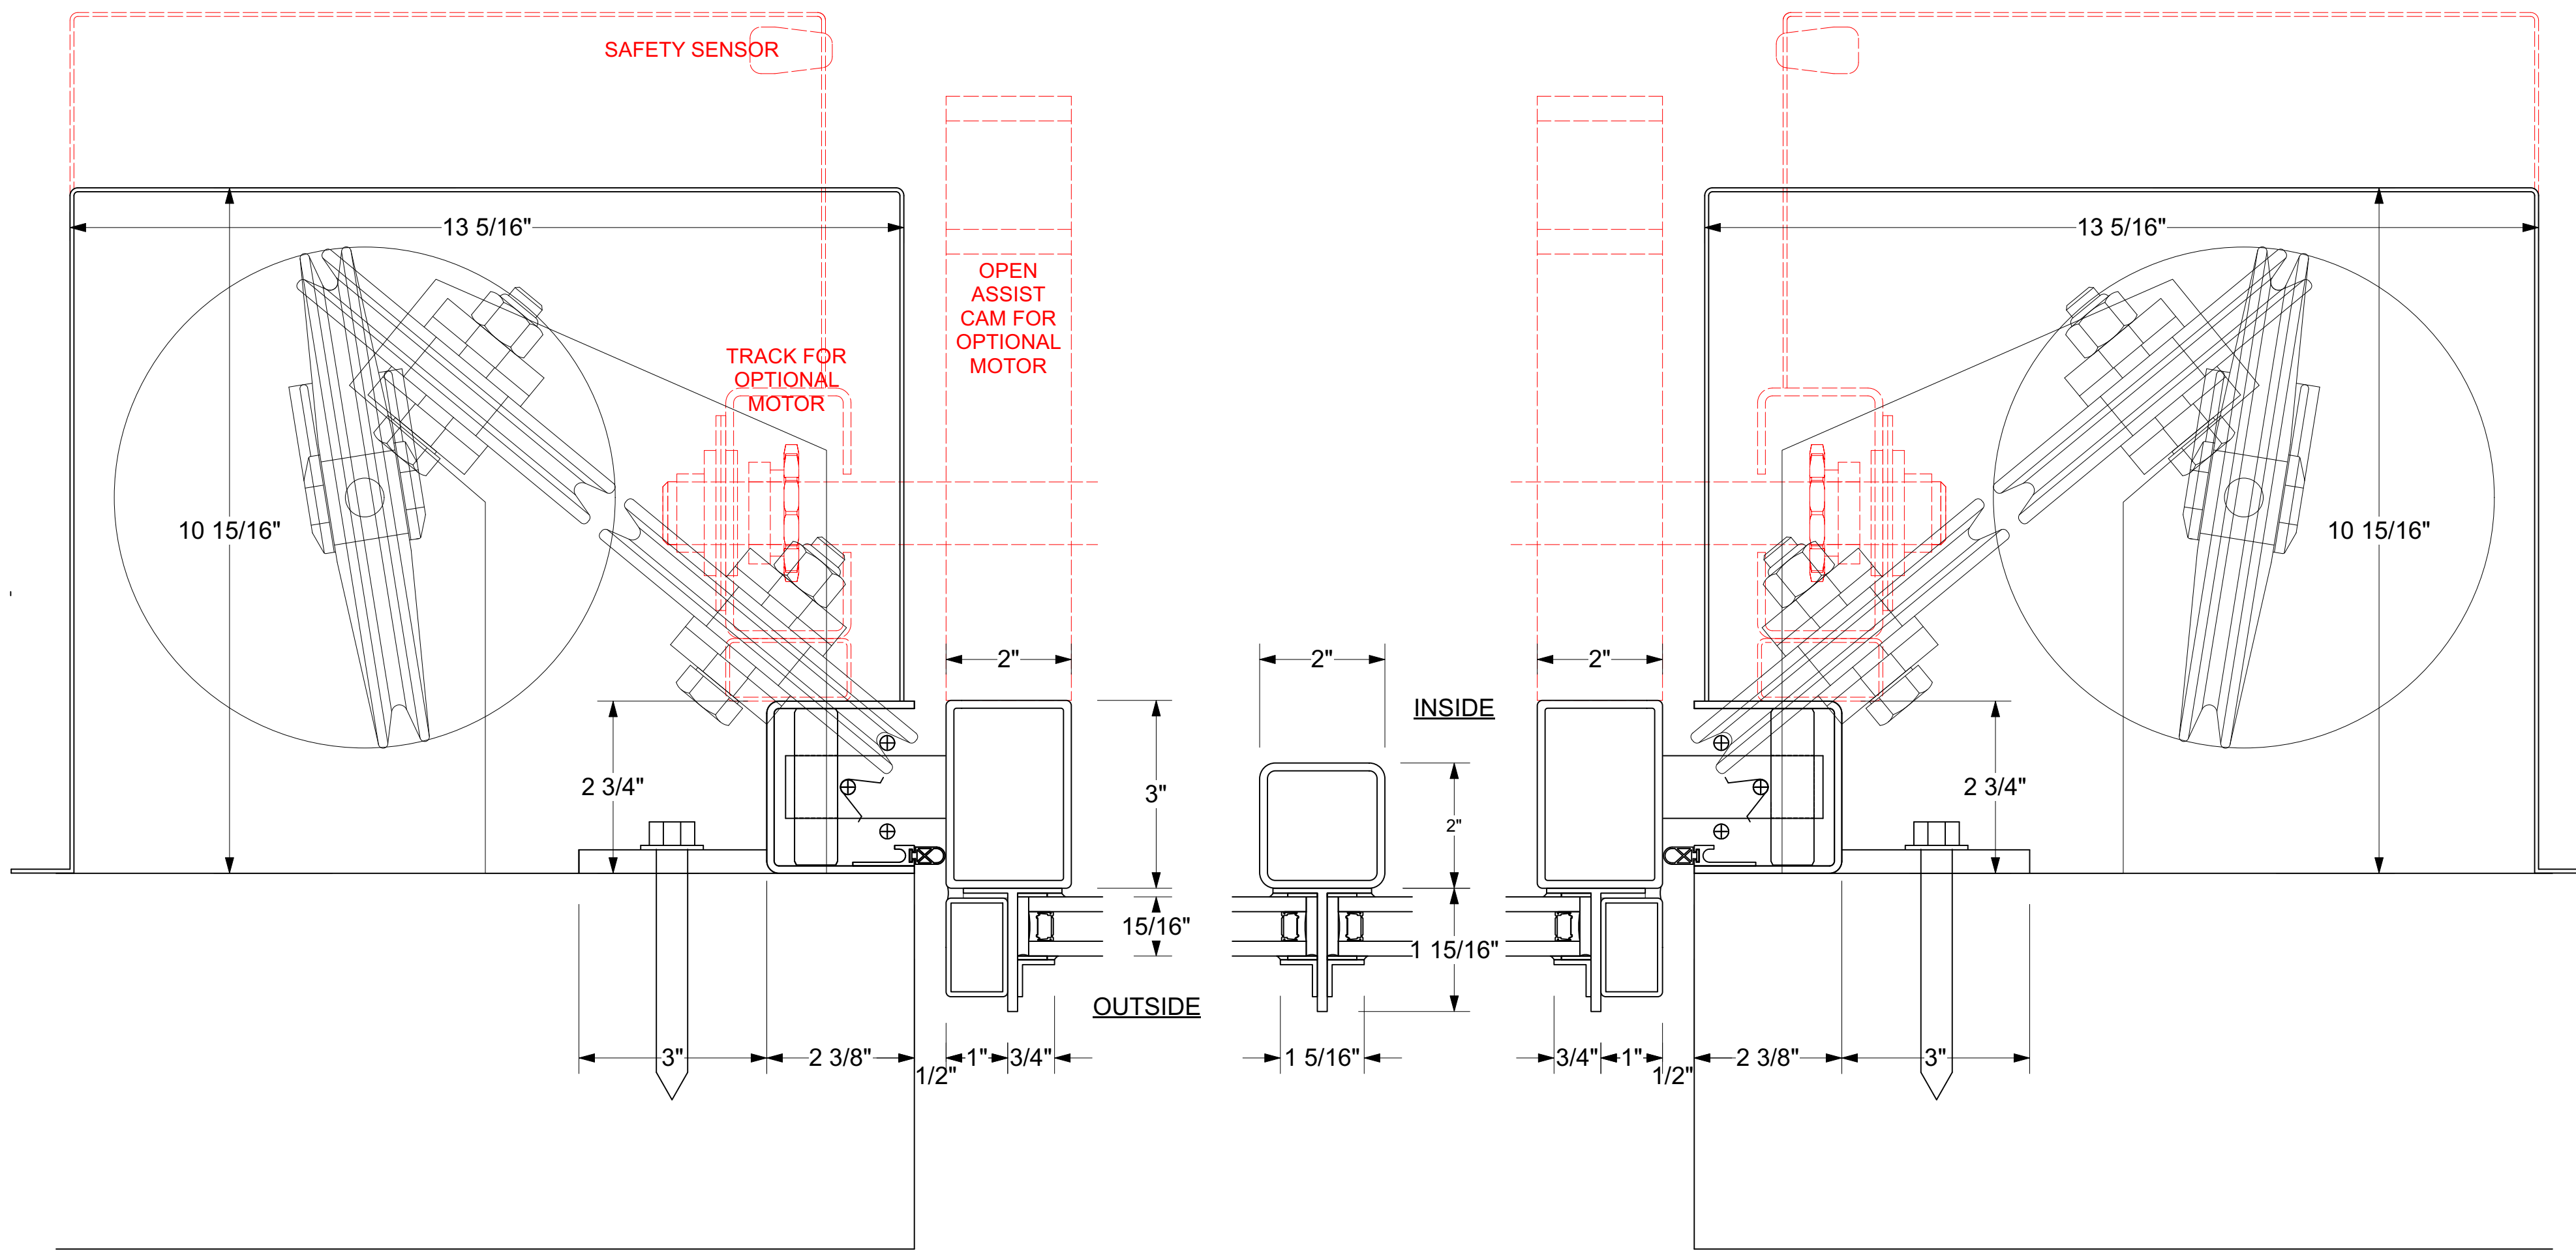 SAFETY SENSOR
13 5/16"
13 5/16"
OPEN
ASSIST
CAM FOR
OPTIONAL
MOTOR
TRACK FOR
OPTIONAL
MOTOR
10 15/16"
10 15/16"
2"
2"
2"
INSIDE
2 3/4"
3"
2"
2 3/4"
15/16"
1 15/16"
OUTSIDE
3"
2 3/8"
1/2"
1"
3/4"
1 5/16"
3/4"
1"
1/2"
2 3/8"
3"